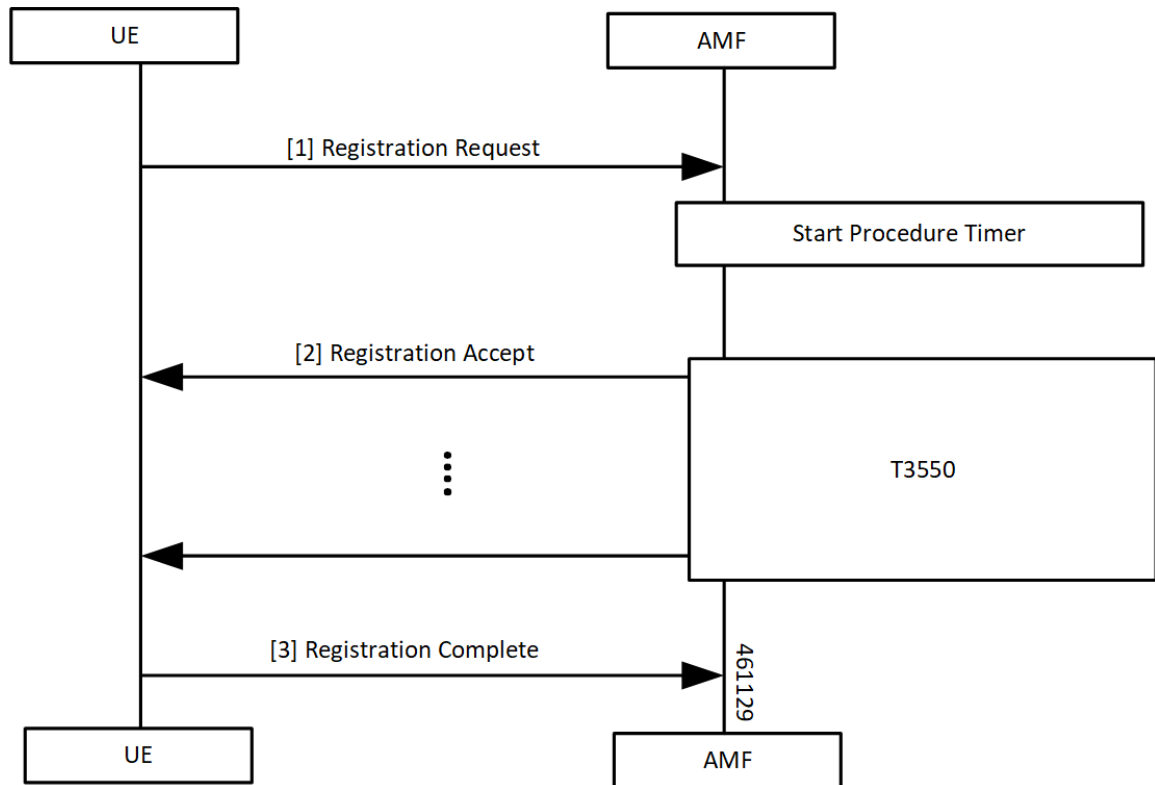 UE
AMF
[1] Registration Request
Start Procedure Timer
[2] Registration Accept
T3550
[3] Registration Complete
461129
UE
AMF